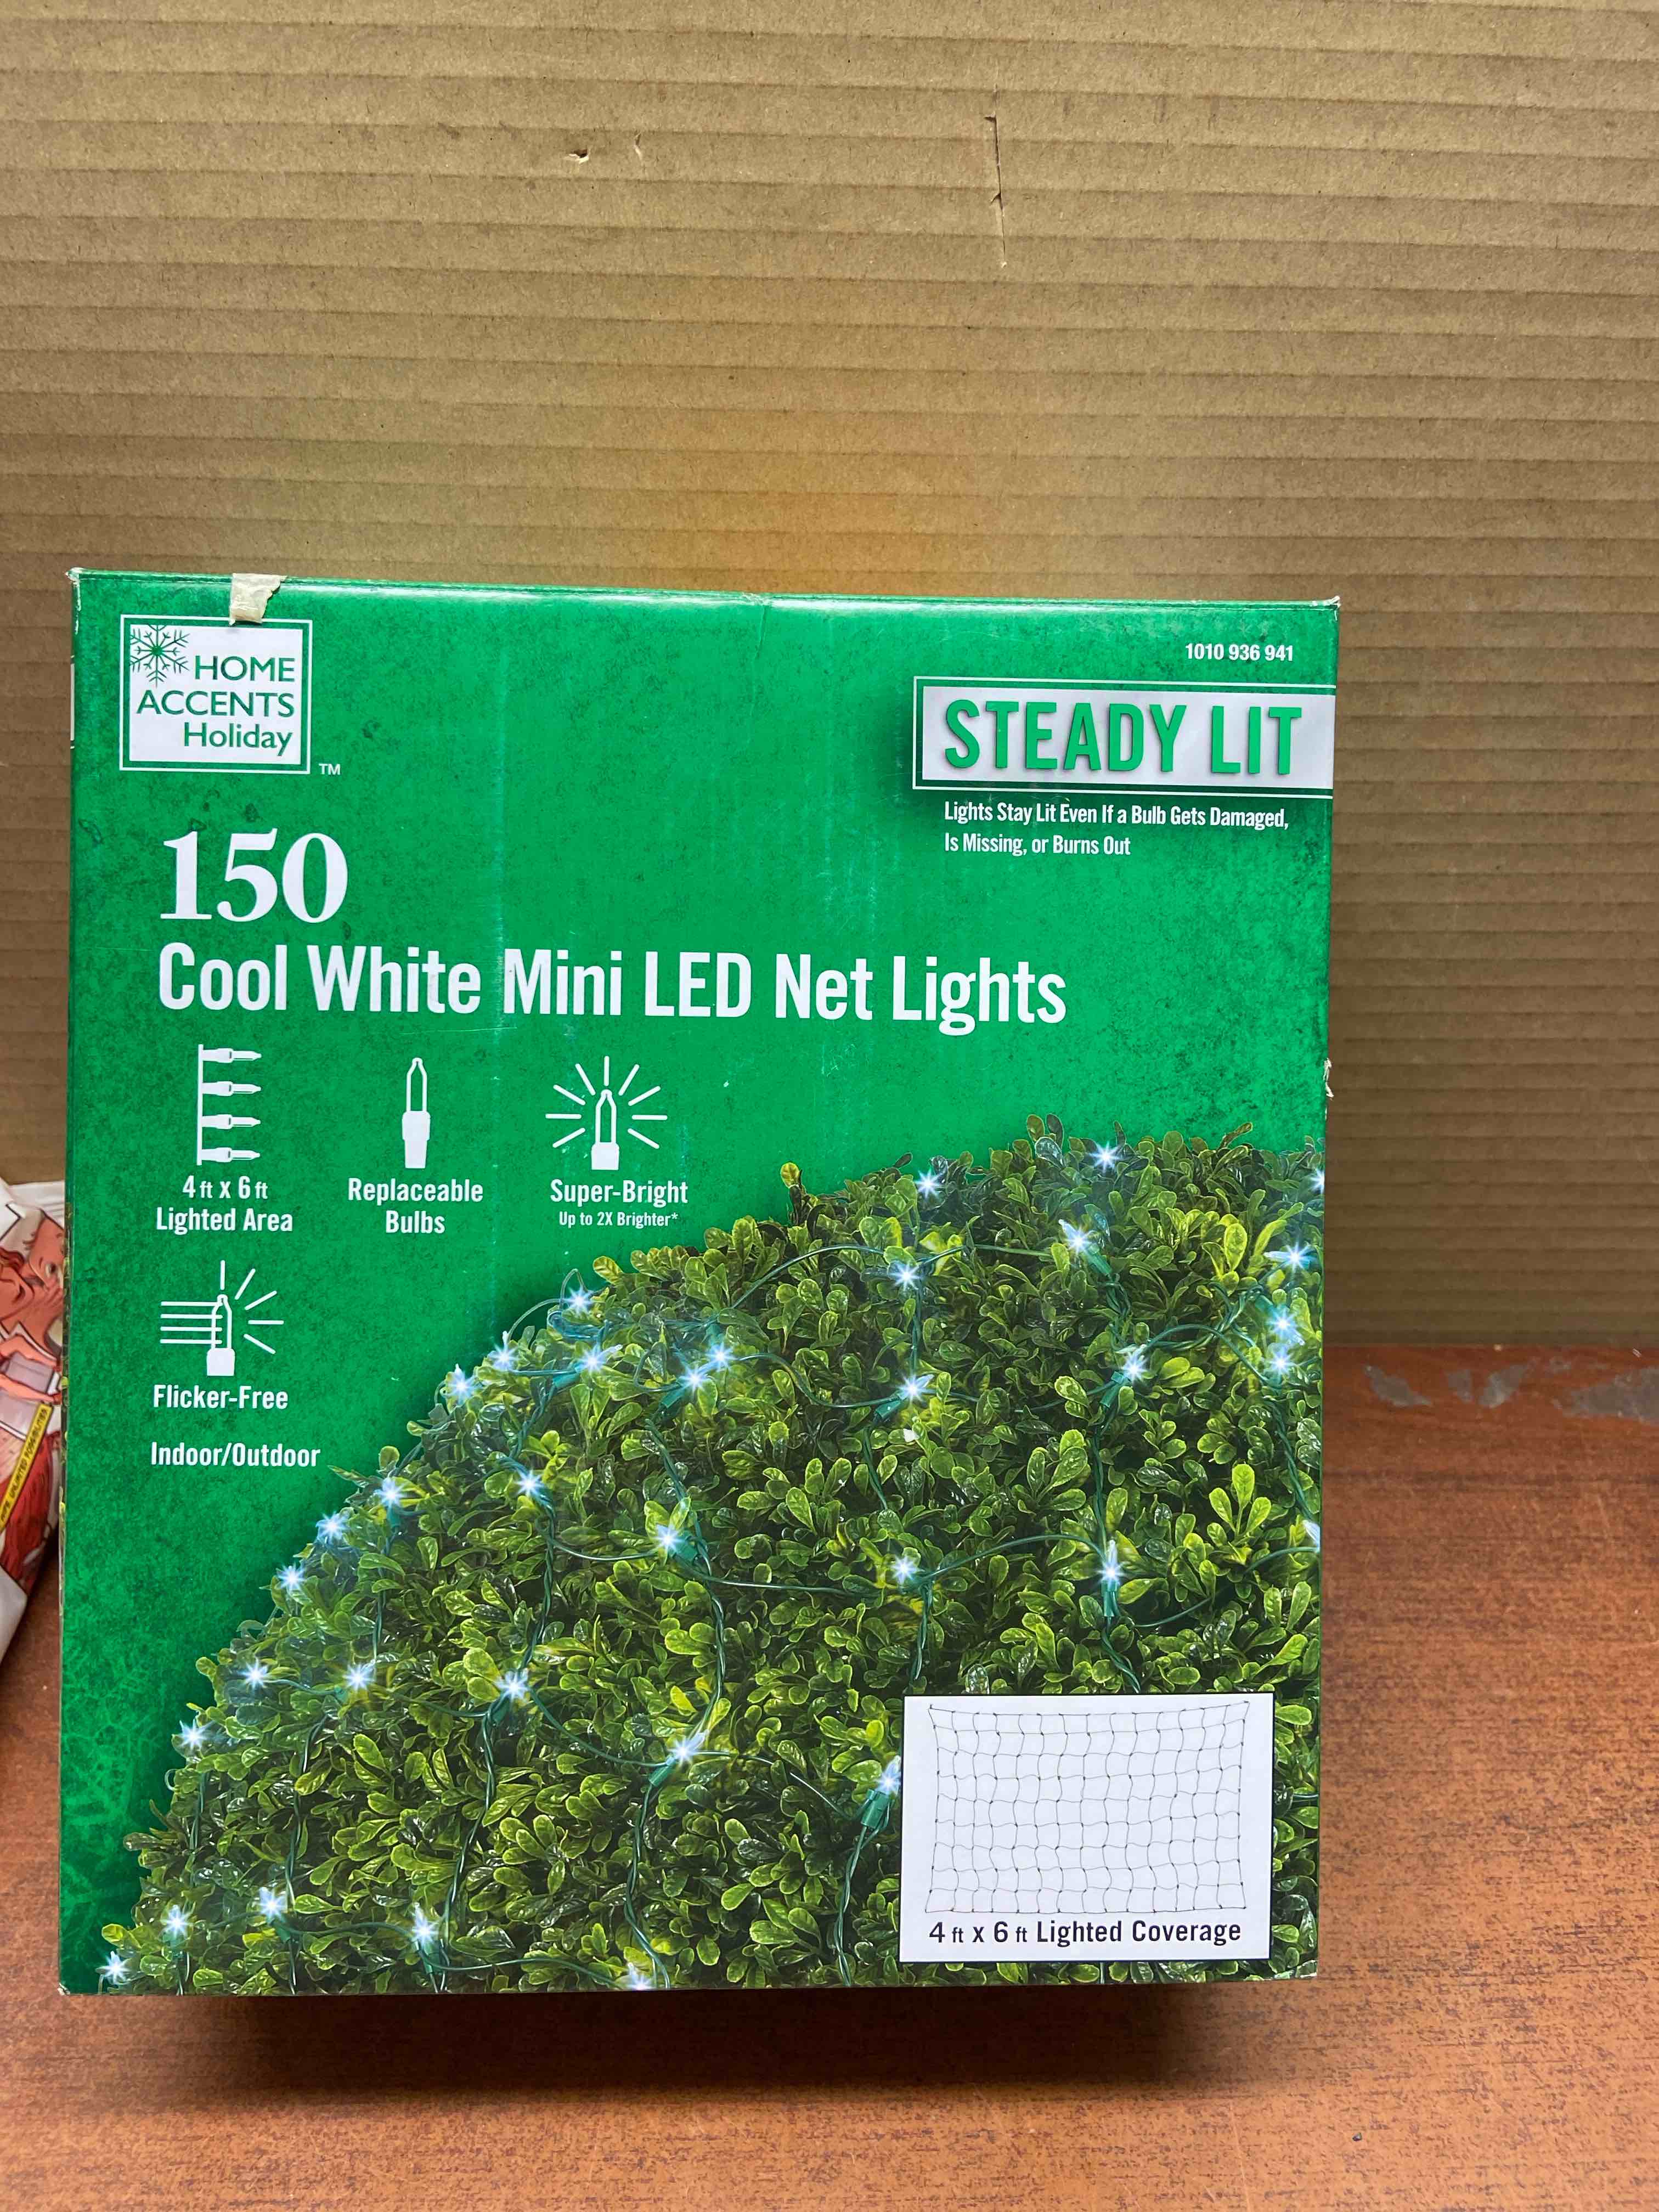 HOME
ACCENTS
Holiday
TM
1010 936 941
STEADY LIT
Lights Stay Lit Even If a Bulb Gets Damaged,
Is Missing, or Burns Out
150
Cool White Mini LED Net Lights
4 ft x 6 ft
Lighted Area
Replaceable
Bulbs
Super-Bright
Up to 2X Brighter*
Flicker-Free
Indoor/Outdoor
4 ft x 6 ft Lighted Coverage